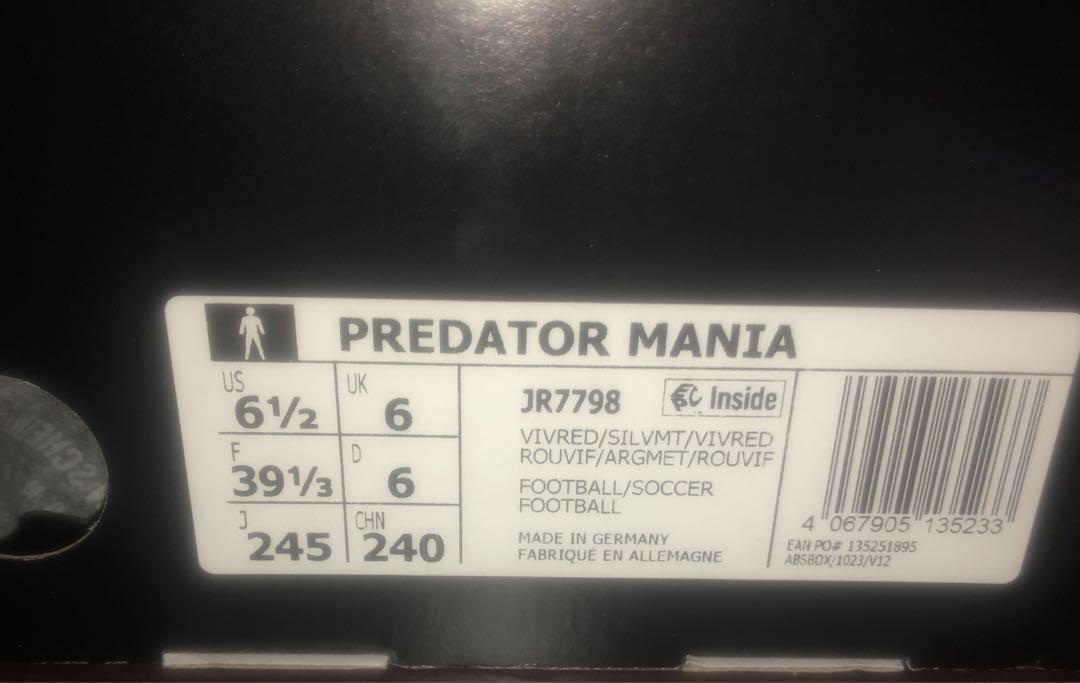 PREDATOR MANIA
US 6½ UK 6
F 39⅓ D 6
J 245 CHN 240
JR7798 Inside
VIVRED/SILVMT/VIVRED
ROUVIF/ARGMET/ROUVIF
FOOTBALL/SOCCER
FOOTBALL
MADE IN GERMANY
FABRIQUÉ EN ALLEMAGNE
4 067905 135233
EAN PO# 135251895
ABSBOX/1023/V12